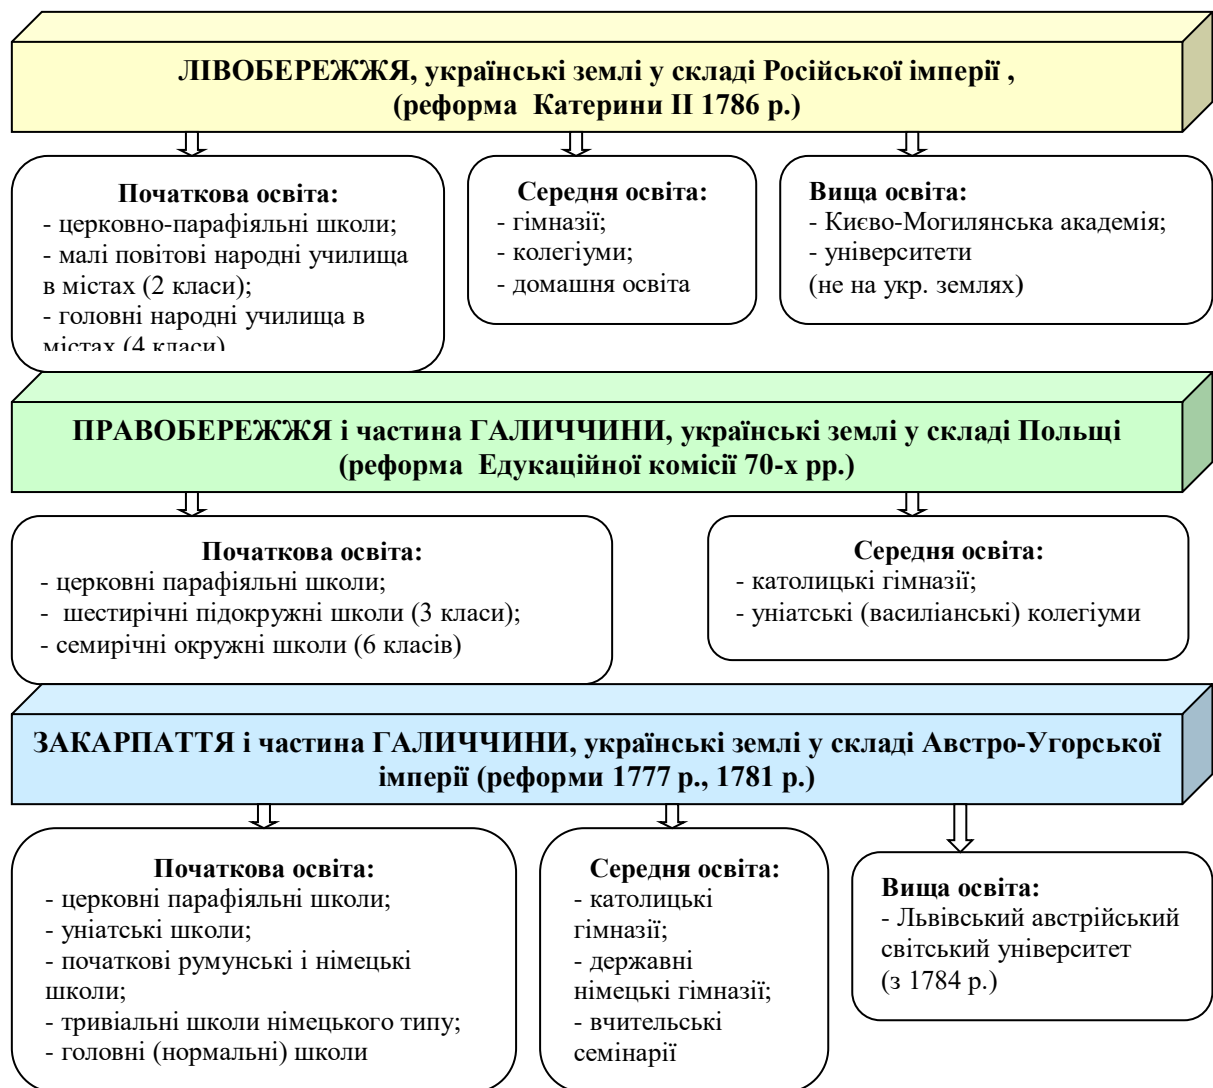 ЛІВОБЕРЕЖЖЯ, українські землі у складі Російської імперії ,
(реформа Катерини ІІ 1786 р.)
Початкова освіта:
- церковно-парафіяльні школи;
- малі повітові народні училища
в містах (2 класи);
- головні народні училища в
містах (4 класи)
Середня освіта:
- гімназії;
- колегіуми;
- домашня освіта
Вища освіта:
- Києво-Могилянська академія;
- університети
(не на укр. землях)
ПРАВОБЕРЕЖЖЯ і частина ГАЛИЧЧИНИ, українські землі у складі Польщі
(реформа Едукаційної комісії 70-х рр.)
Початкова освіта:
- церковні парафіяльні школи;
- шестирічні підокружні школи (3 класи);
- семирічні окружні школи (6 класів)
Середня освіта:
- католицькі гімназії;
- уніатські (василіанські) колегіуми
ЗАКАРПАТТЯ і частина ГАЛИЧЧИНИ, українські землі у складі Австро-Угорської
імперії (реформи 1777 р., 1781 р.)
Початкова освіта:
- церковні парафіяльні школи;
- уніатські школи;
- початкові румунські і німецькі
школи;
- тривіальні школи німецького типу;
- головні (нормальні) школи
Середня освіта:
- католицькі
гімназії;
- державні
німецькі гімназії;
- вчительські
семінарії
Вища освіта:
- Львівський австрійський
світський університет
(з 1784 р.)